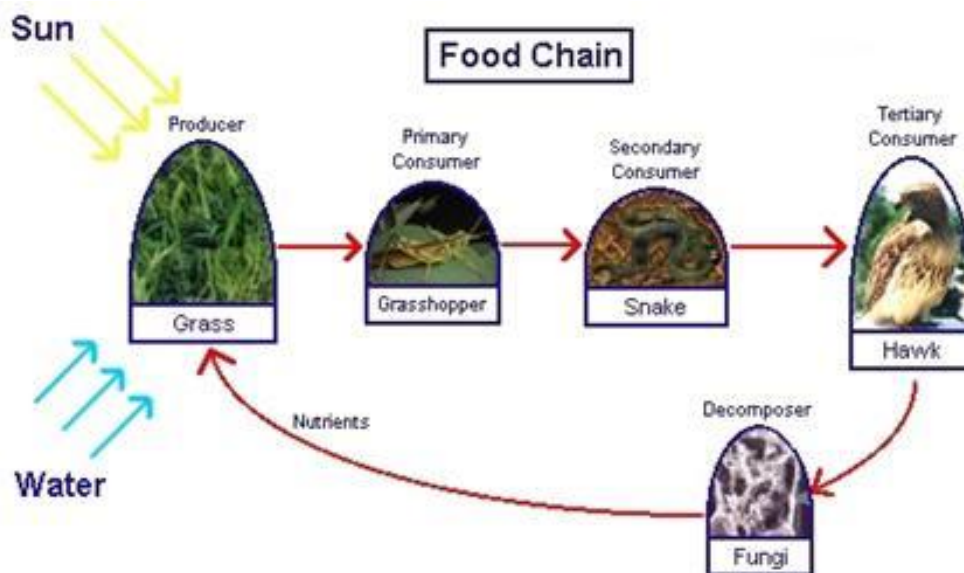 Sun
Food Chain
Producer
Primary
Consumer
Secondary
Consumer
Tertiary
Consumer
Grass
Grasshopper
Snake
Hawk
Water
Nutrients
Decomposer
Fungi